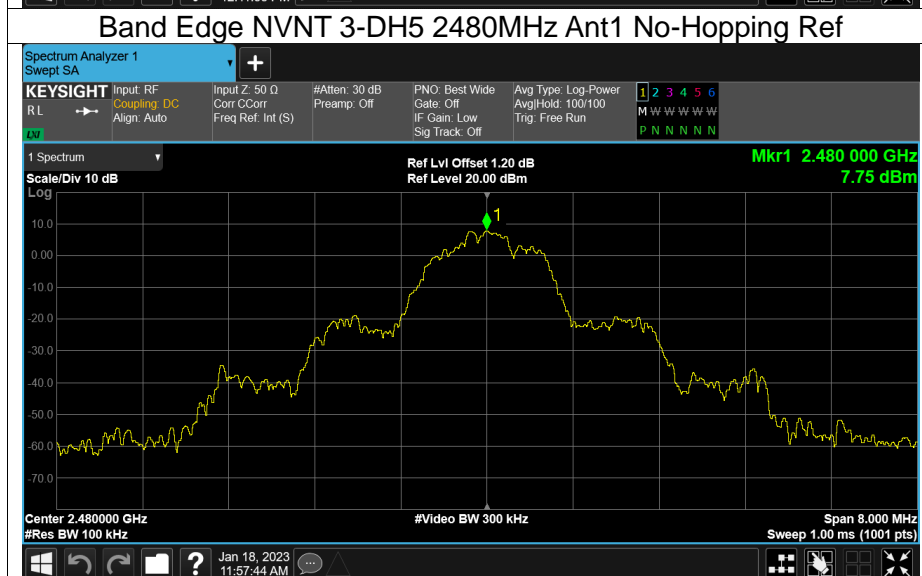 Band Edge NVNT 3-DH5 2480MHz Ant1 No-Hopping Ref
Spectrum Analyzer 1
Swept SA
+
KEYSIGHT Input: RF Input Z: 50 Ω #Atten: 30 dB PNO: Best Wide Avg Type: Log-Power 1 2 3 4 5 6
RL Coupling: DC Corr CCorr Preamp: Off Gate: Off Avg|Hold: 100/100 M W W W W W
Align: Auto Freq Ref: Int (S) IF Gain: Low Trig: Free Run
LXI Sig Track: Off P N N N N N
1 Spectrum Ref Lvl Offset 1.20 dB Mkr1 2.480 000 GHz
Scale/Div 10 dB Ref Level 20.00 dBm 7.75 dBm
Log
1
10.0
0.00
-10.0
-20.0
-30.0
-40.0
-50.0
-60.0
-70.0
Center 2.480000 GHz #Video BW 300 kHz Span 8.000 MHz
#Res BW 100 kHz Sweep 1.00 ms (1001 pts)
? Jan 18, 2023
11:57:44 AM